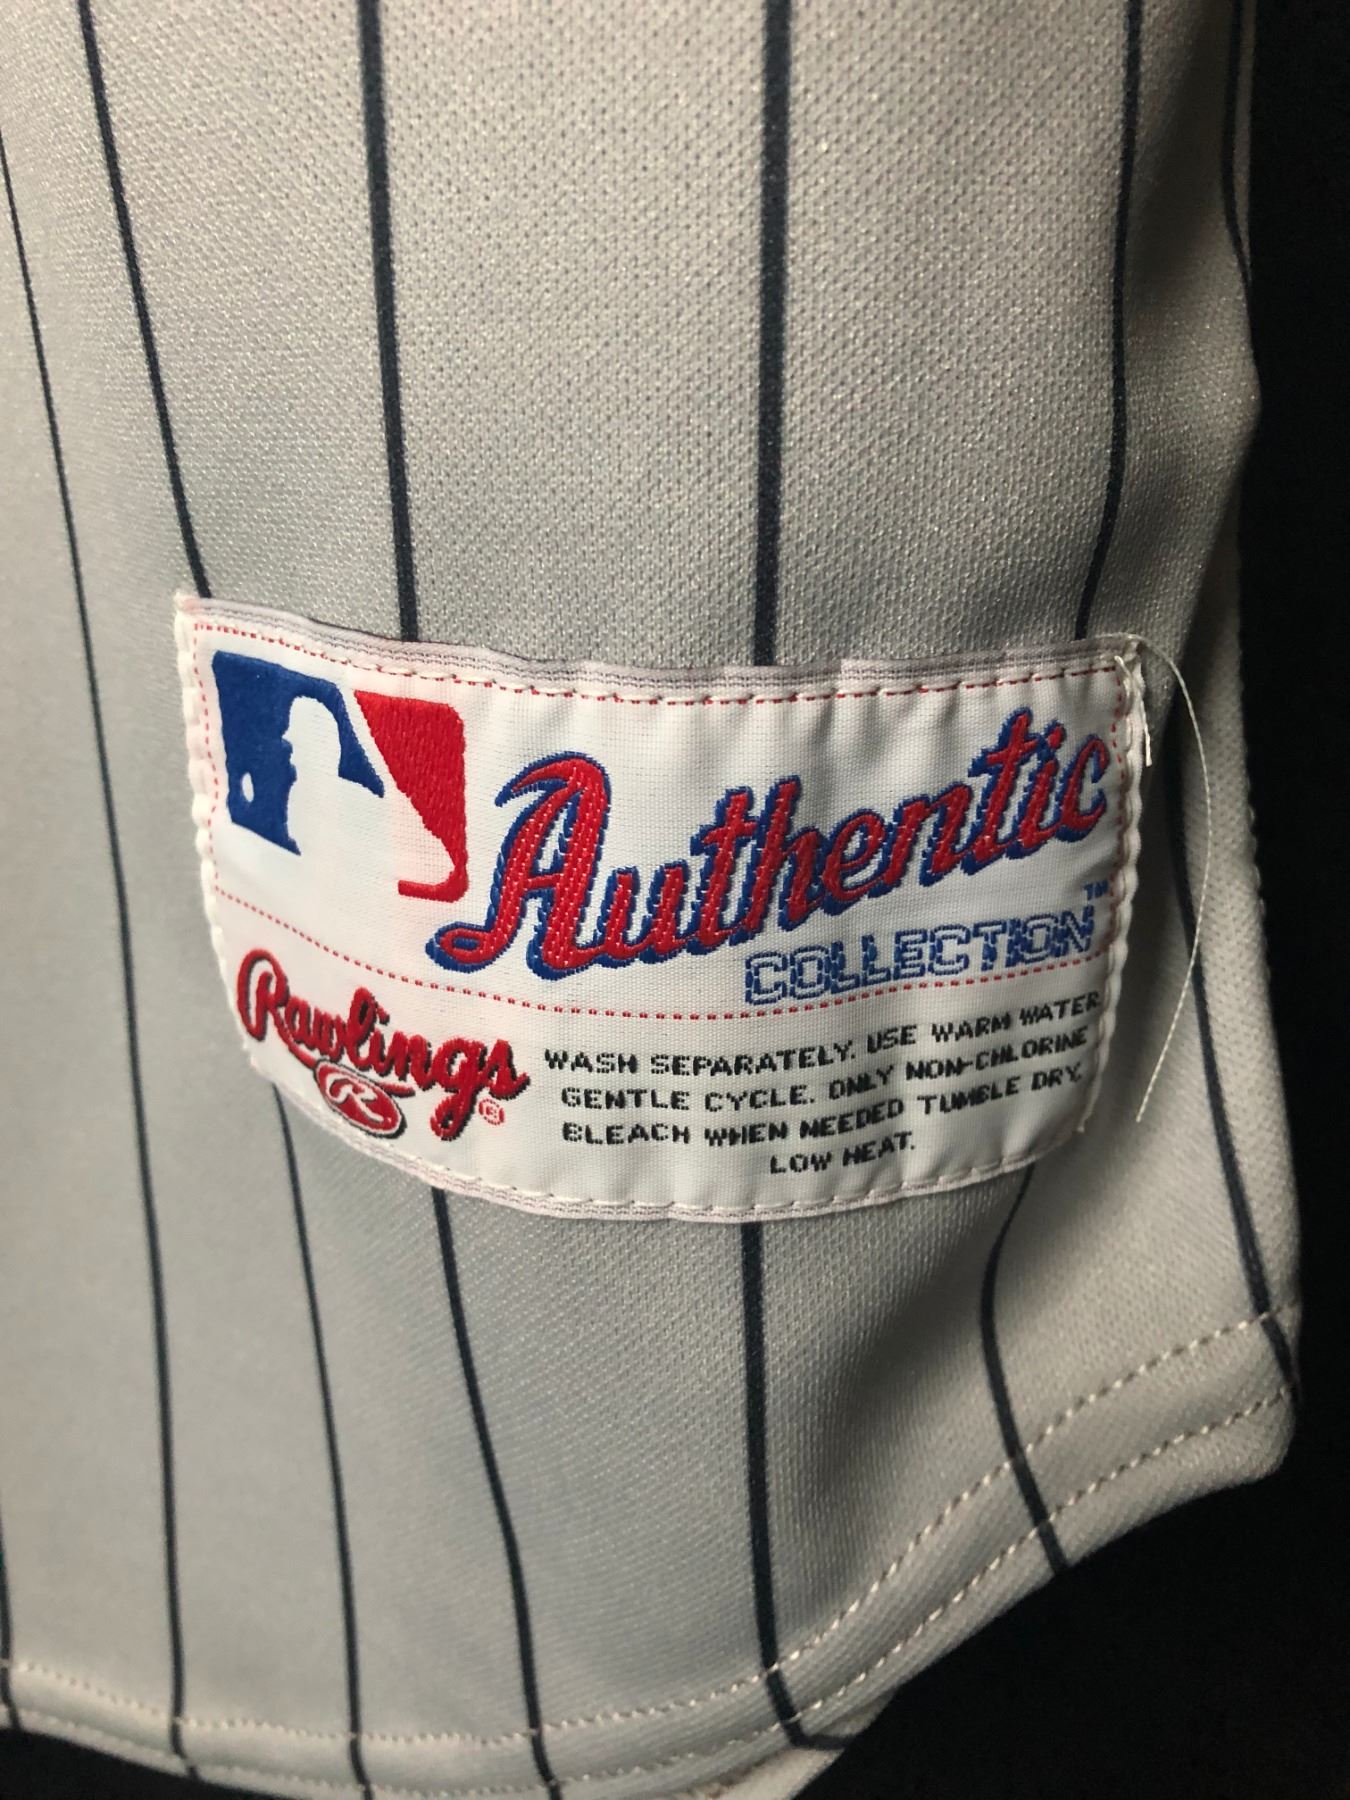 Authentic
COLLECTION™
Rawlings®
R
WASH SEPARATELY. USE WARM WATER
GENTLE CYCLE. ONLY NON-CHLORINE
BLEACH WHEN NEEDED TUMBLE DRY.
LOW HEAT.